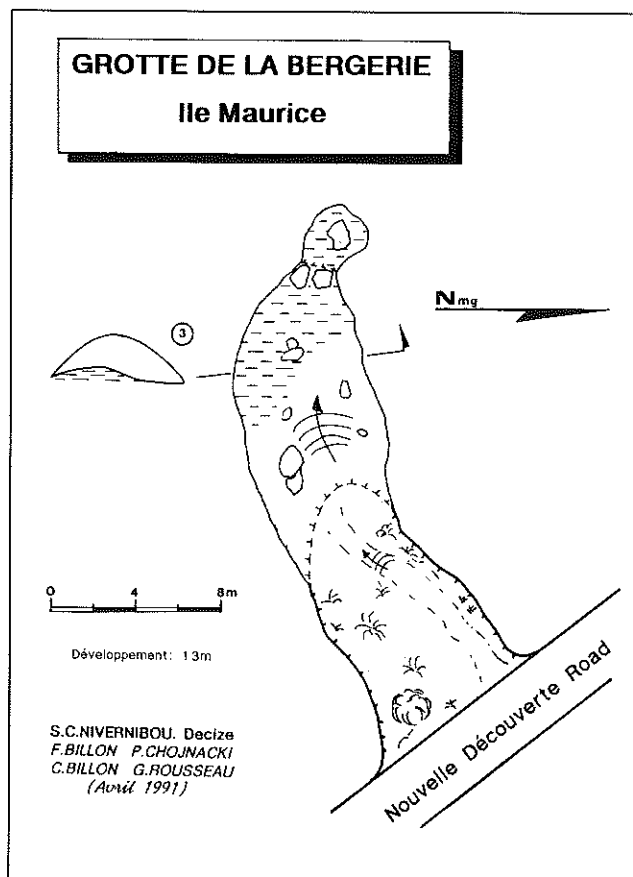 GROTTE DE LA BERGERIE
Ile Maurice
N mg
3
0 4 8m
Développement: 13m
S.C.NIVERNIBOU. Decize
F.BILLON P.CHOJNACKI
C.BILLON G.ROUSSEAU
(Avril 1991)
Nouvelle Découverte Road